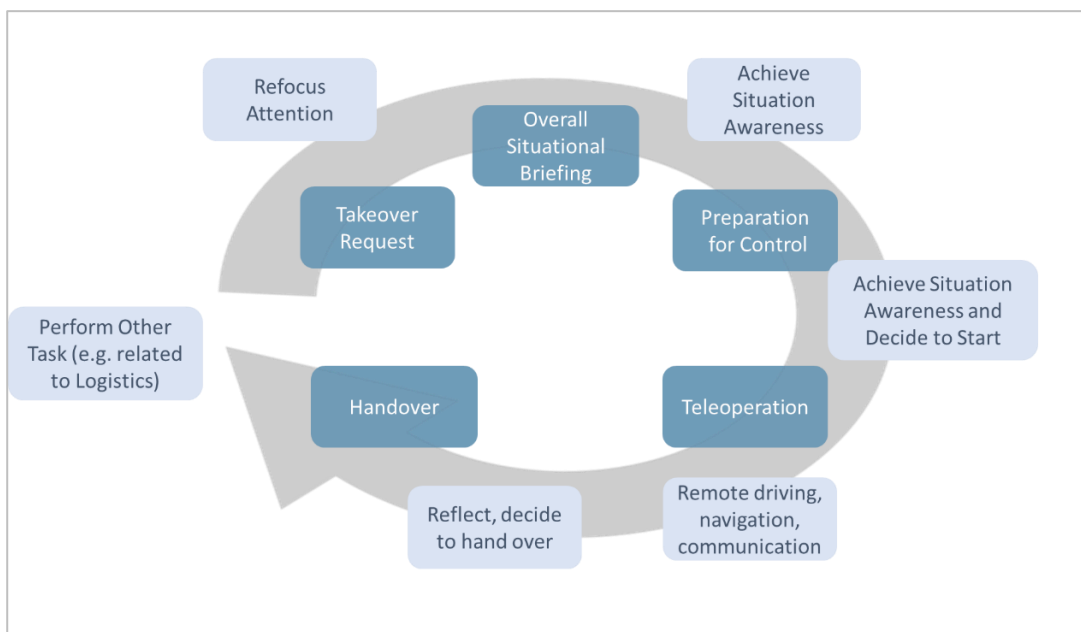 Refocus
Attention
Achieve
Situation
Awareness
Overall
Situational
Briefing
Takeover
Request
Preparation
for Control
Achieve Situation
Awareness and
Decide to Start
Perform Other
Task (e.g. related
to Logistics)
Handover
Teleoperation
Reflect, decide
to hand over
Remote driving,
navigation,
communication